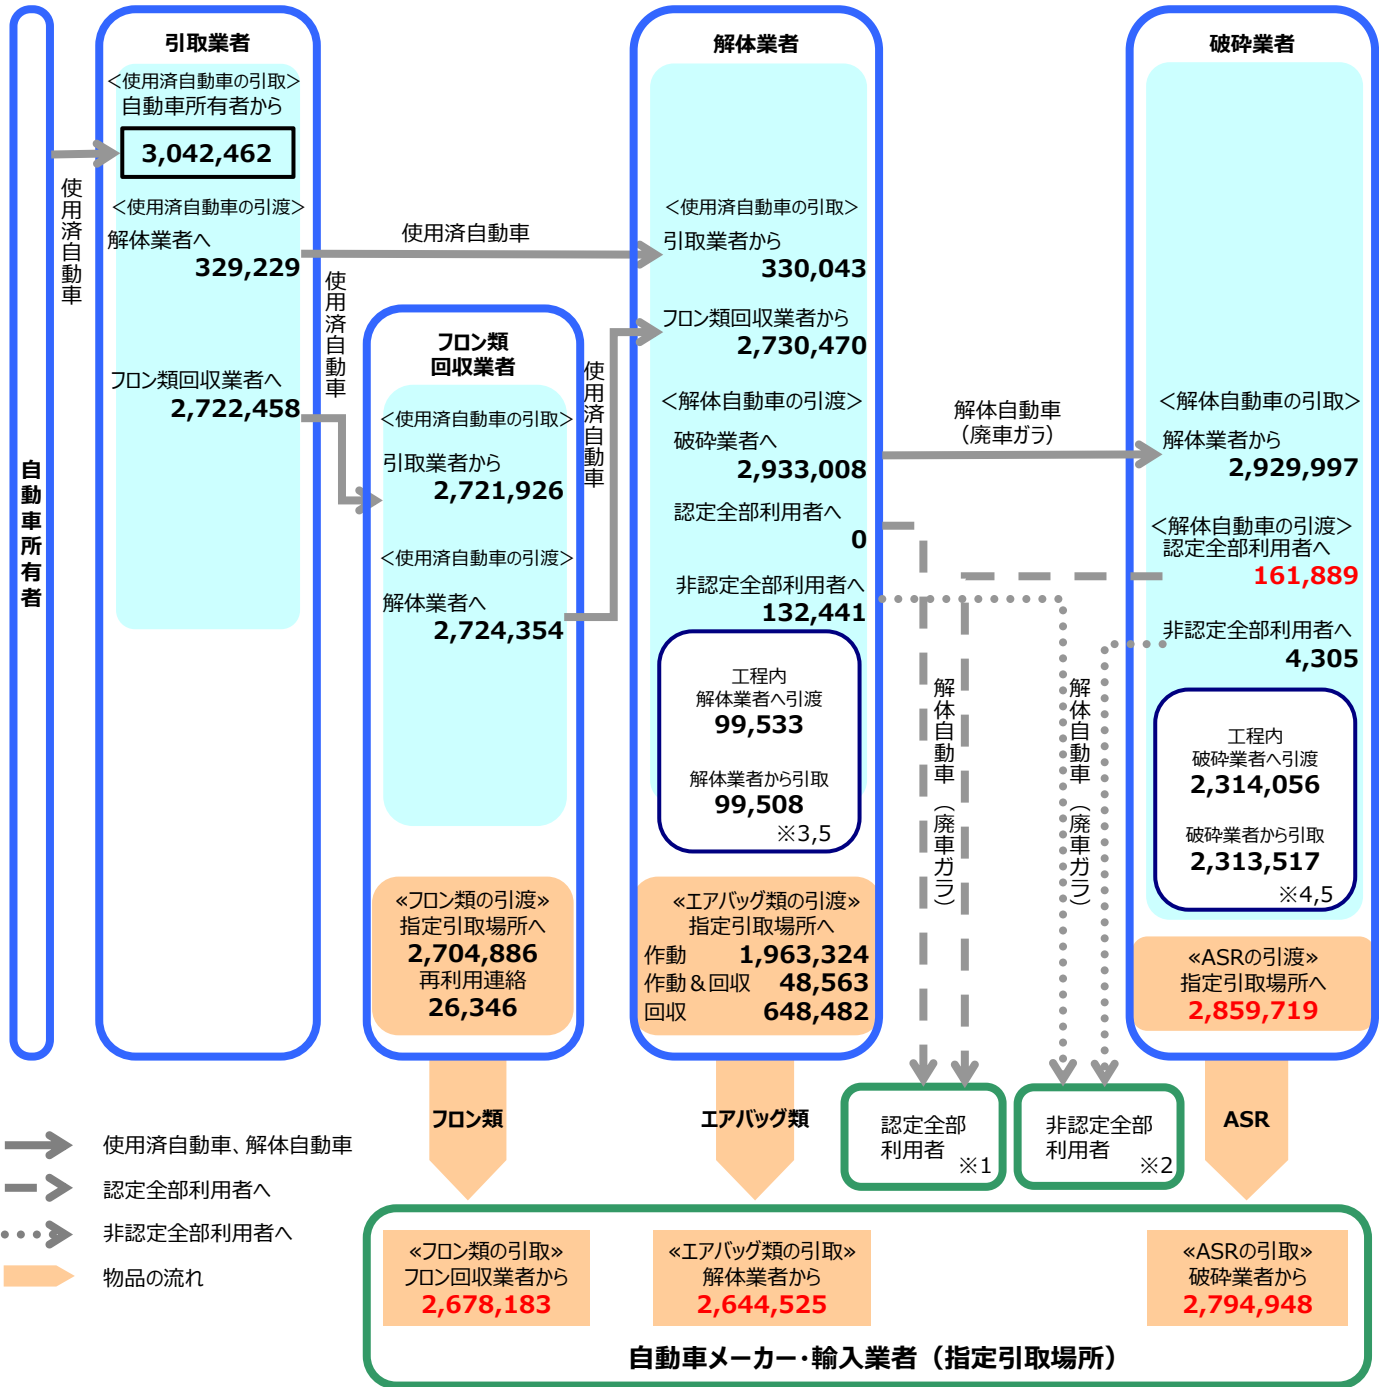 自動車所有者
使用済自動車
引取業者
<使用済自動車の引取>
自動車所有者から
3,042,462
<使用済自動車の引渡>
解体業者へ
329,229
フロン類回収業者へ
2,722,458
使用済自動車
使用済自動車
フロン類
回収業者
<使用済自動車の引取>
引取業者から
2,721,926
<使用済自動車の引渡>
解体業者へ
2,724,354
«フロン類の引渡»
指定引取場所へ
2,704,886
再利用連絡
26,346
使用済自動車
解体業者
<使用済自動車の引取>
引取業者から
330,043
フロン類回収業者から
2,730,470
<解体自動車の引渡>
破砕業者へ
2,933,008
認定全部利用者へ
0
非認定全部利用者へ
132,441
工程内
解体業者へ引渡
99,533
解体業者から引取
99,508
※3,5
«エアバッグ類の引渡»
指定引取場所へ
作動 1,963,324
作動＆回収 48,563
回収 648,482
解体自動車
(廃車ガラ)
解体自動車（廃車ガラ）
解体自動車（廃車ガラ）
破砕業者
<解体自動車の引取>
解体業者から
2,929,997
<解体自動車の引渡>
認定全部利用者へ
161,889
非認定全部利用者へ
4,305
工程内
破砕業者へ引渡
2,314,056
破砕業者から引取
2,313,517
※4,5
«ASRの引渡»
指定引取場所へ
2,859,719
フロン類
エアバッグ類
認定全部
利用者 ※1
非認定全部
利用者 ※2
ASR
使用済自動車、解体自動車
認定全部利用者へ
非認定全部利用者へ
物品の流れ
«フロン類の引取»
フロン回収業者から
2,678,183
«エアバッグ類の引取»
解体業者から
2,644,525
«ASRの引取»
破砕業者から
2,794,948
自動車メーカー・輸入業者（指定引取場所）